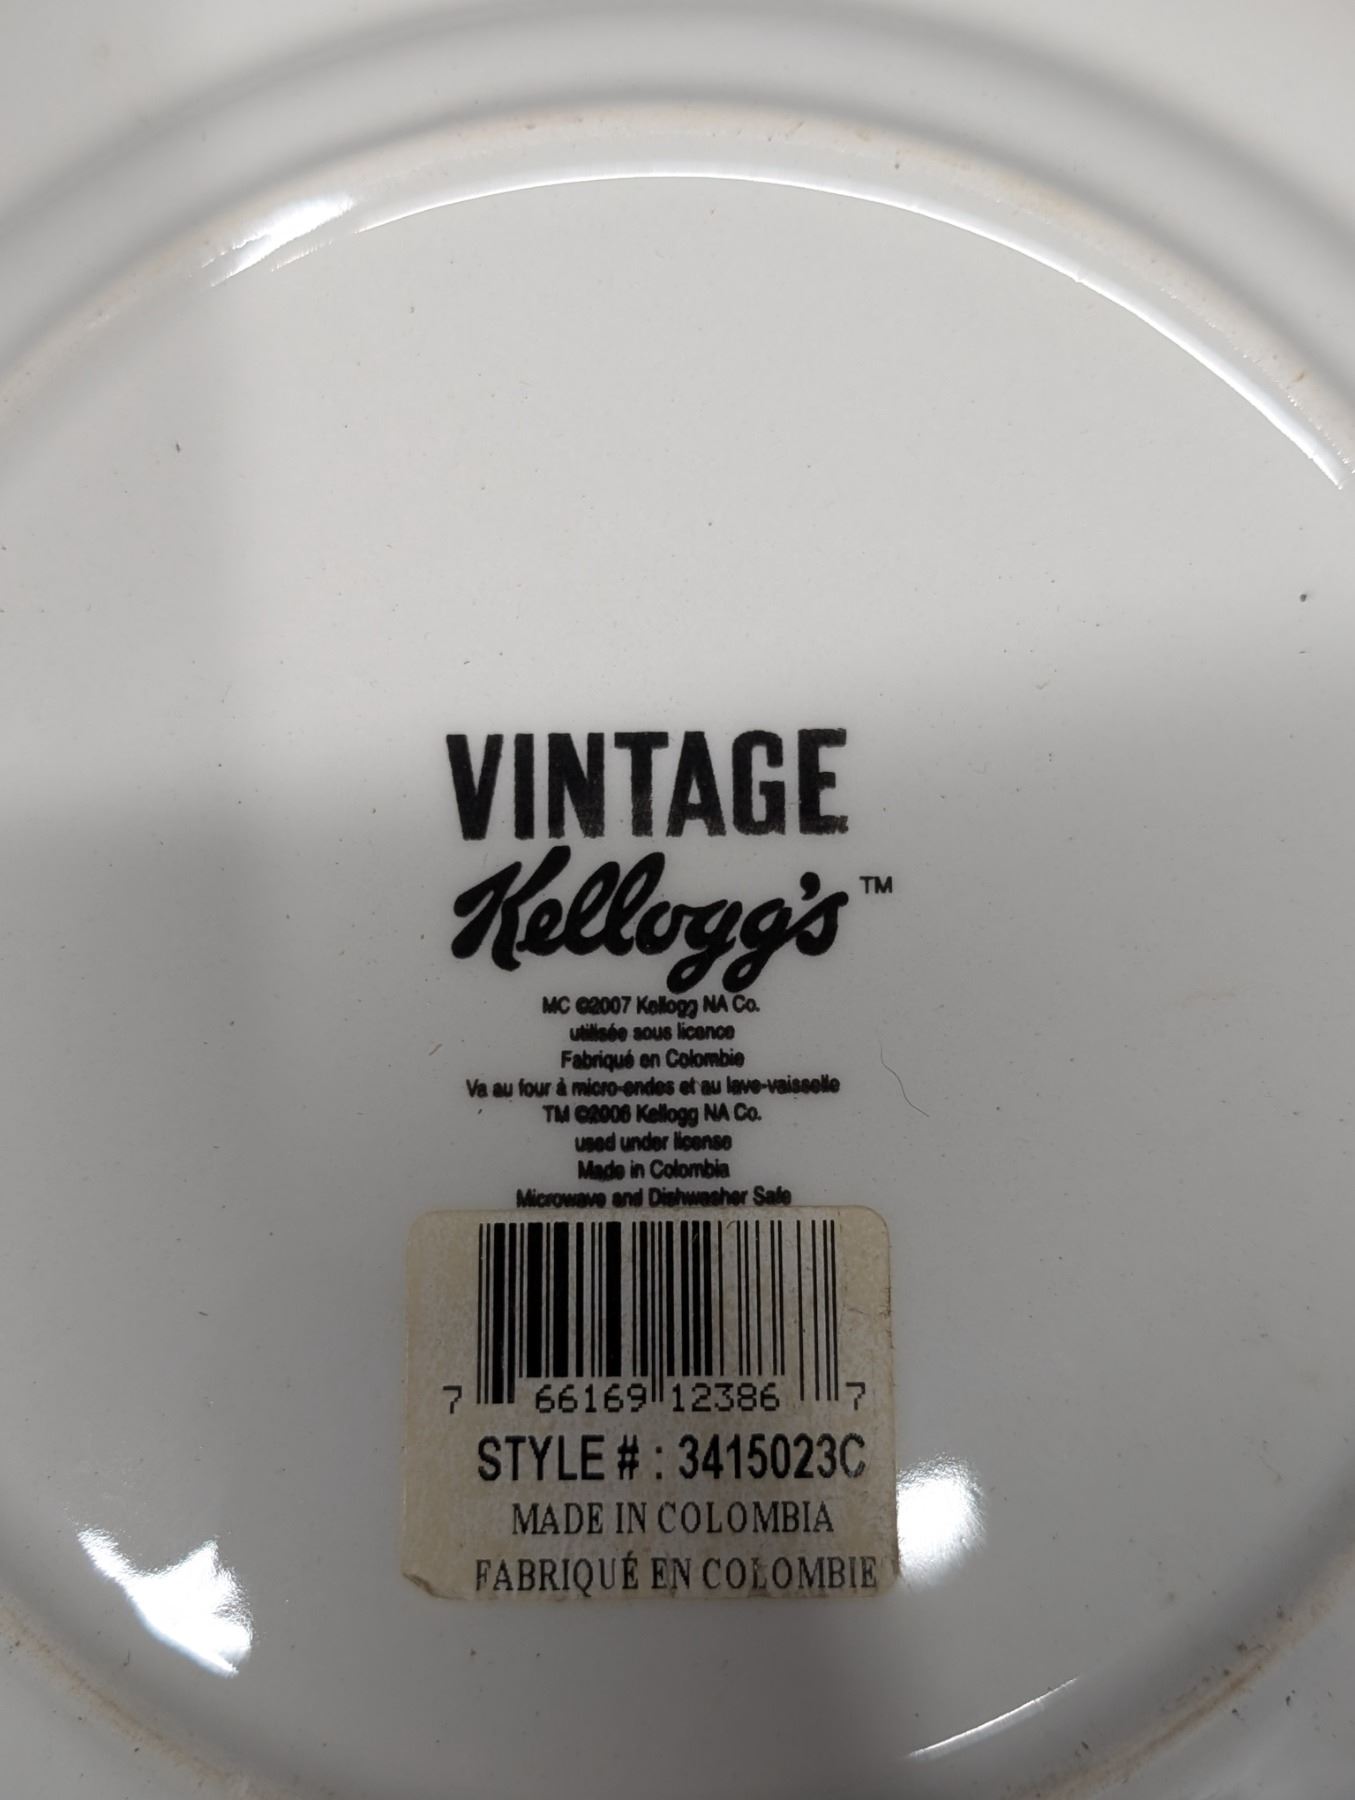 VINTAGE
Kellogg's™
MC ©2007 Kellogg NA Co.
utilisée sous licence
Fabriqué en Colombie
Va au four à micro-ondes et au lave-vaisselle
TM ©2006 Kellogg NA Co.
used under license
Made in Colombia
Microwave and Dishwasher Safe
7 66169 12386 7
STYLE # : 3415023C
MADE IN COLOMBIA
FABRIQUÉ EN COLOMBIE